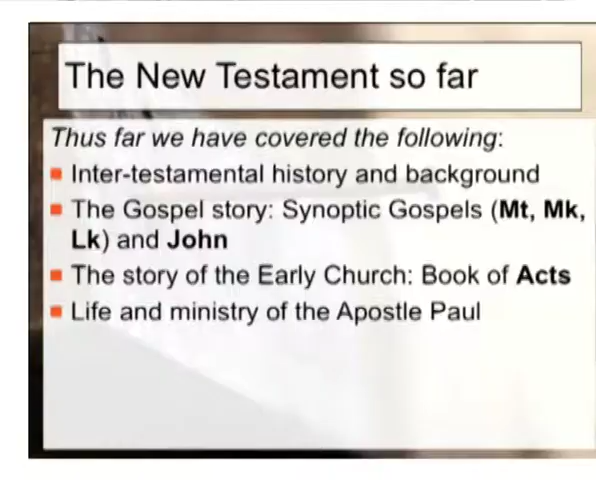 The New Testament so far
Thus far we have covered the following:
Inter-testamental history and background
The Gospel story: Synoptic Gospels (Mt, Mk,
Lk) and John
The story of the Early Church: Book of Acts
Life and ministry of the Apostle Paul